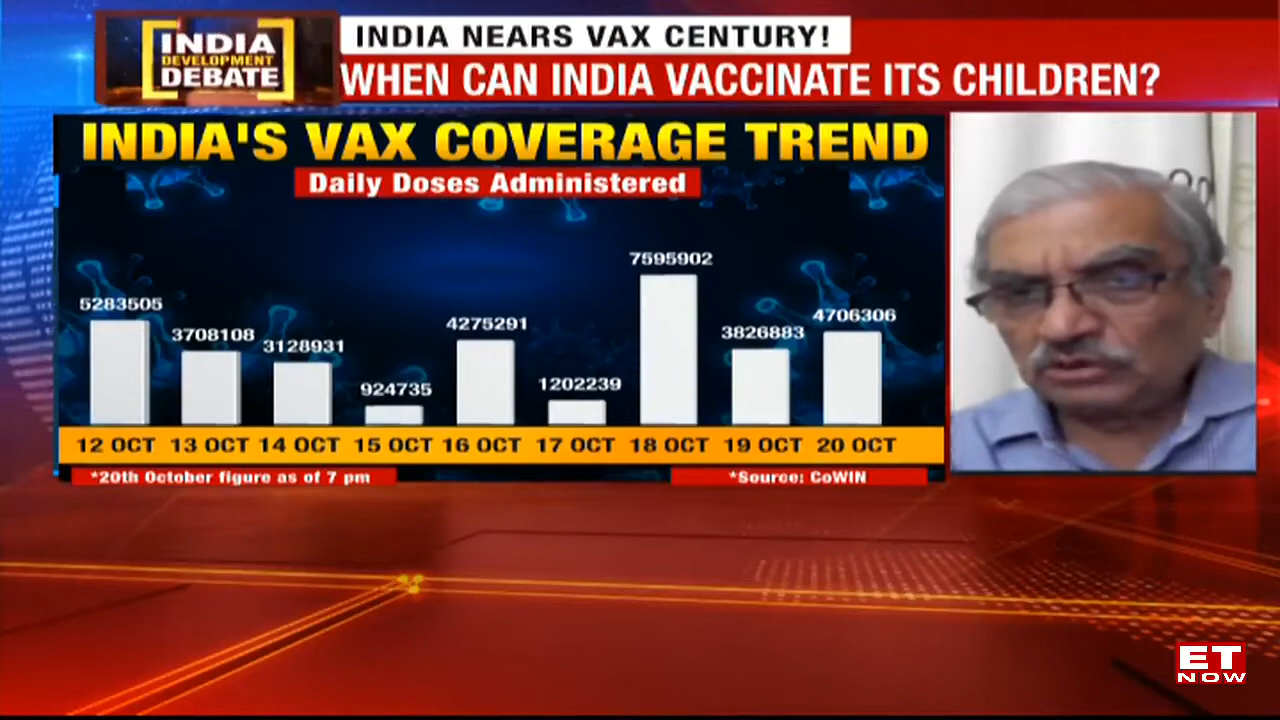 INDIA
DEVELOPMENT
DEBATE
INDIA NEARS VAX CENTURY!
WHEN CAN INDIA VACCINATE ITS CHILDREN?
INDIA'S VAX COVERAGE TREND
Daily Doses Administered
5283505
3708108
3128931
924735
4275291
1202239
7595902
3826883
4706306
12 OCT 13 OCT 14 OCT 15 OCT 16 OCT 17 OCT 18 OCT 19 OCT 20 OCT
*20th October figure as of 7 pm
*Source: CoWIN
ET
NOW